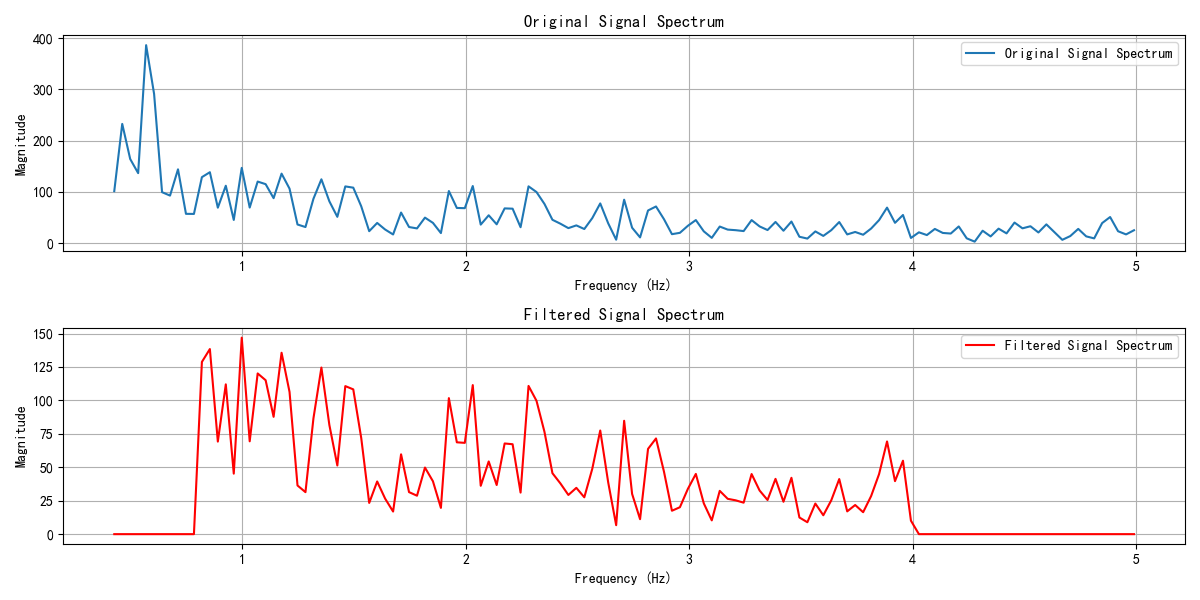 Original Signal Spectrum
400
300
200
100
0
Magnitude
Original Signal Spectrum
1 2 3 4 5
Frequency (Hz)
Filtered Signal Spectrum
150
125
100
75
50
25
0
Magnitude
Filtered Signal Spectrum
1 2 3 4 5
Frequency (Hz)